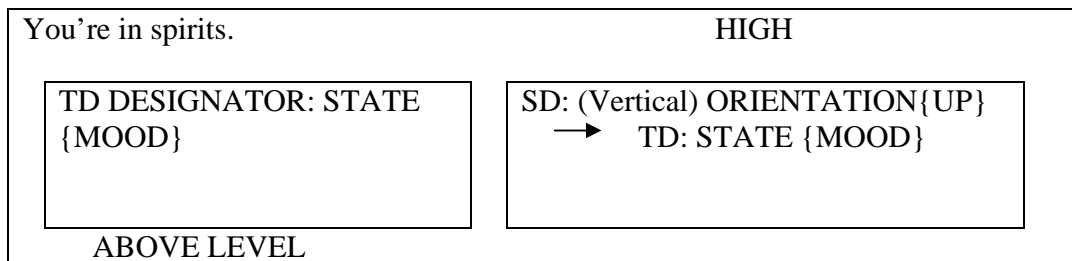 You’re in spirits. HIGH
TD DESIGNATOR: STATE {MOOD}
SD: (Vertical) ORIENTATION{UP}
→ TD: STATE {MOOD}
ABOVE LEVEL